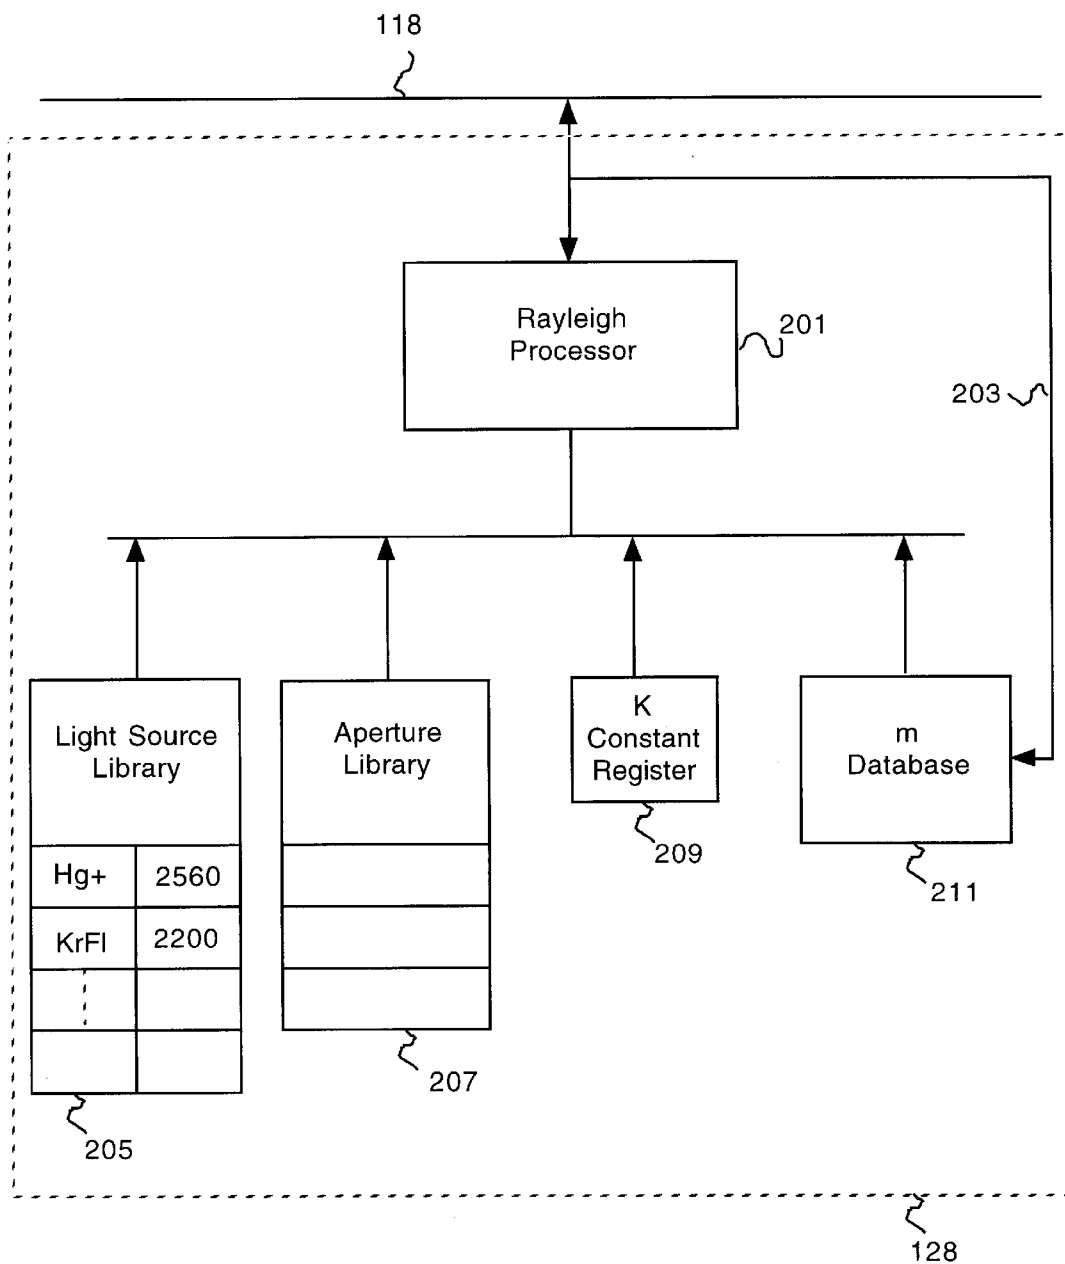 118
Rayleigh
Processor
201
203
Light Source
Library
Aperture
Library
K
Constant
Register
m
Database
209
211
Hg+ 2560
KrFl 2200
207
205
128